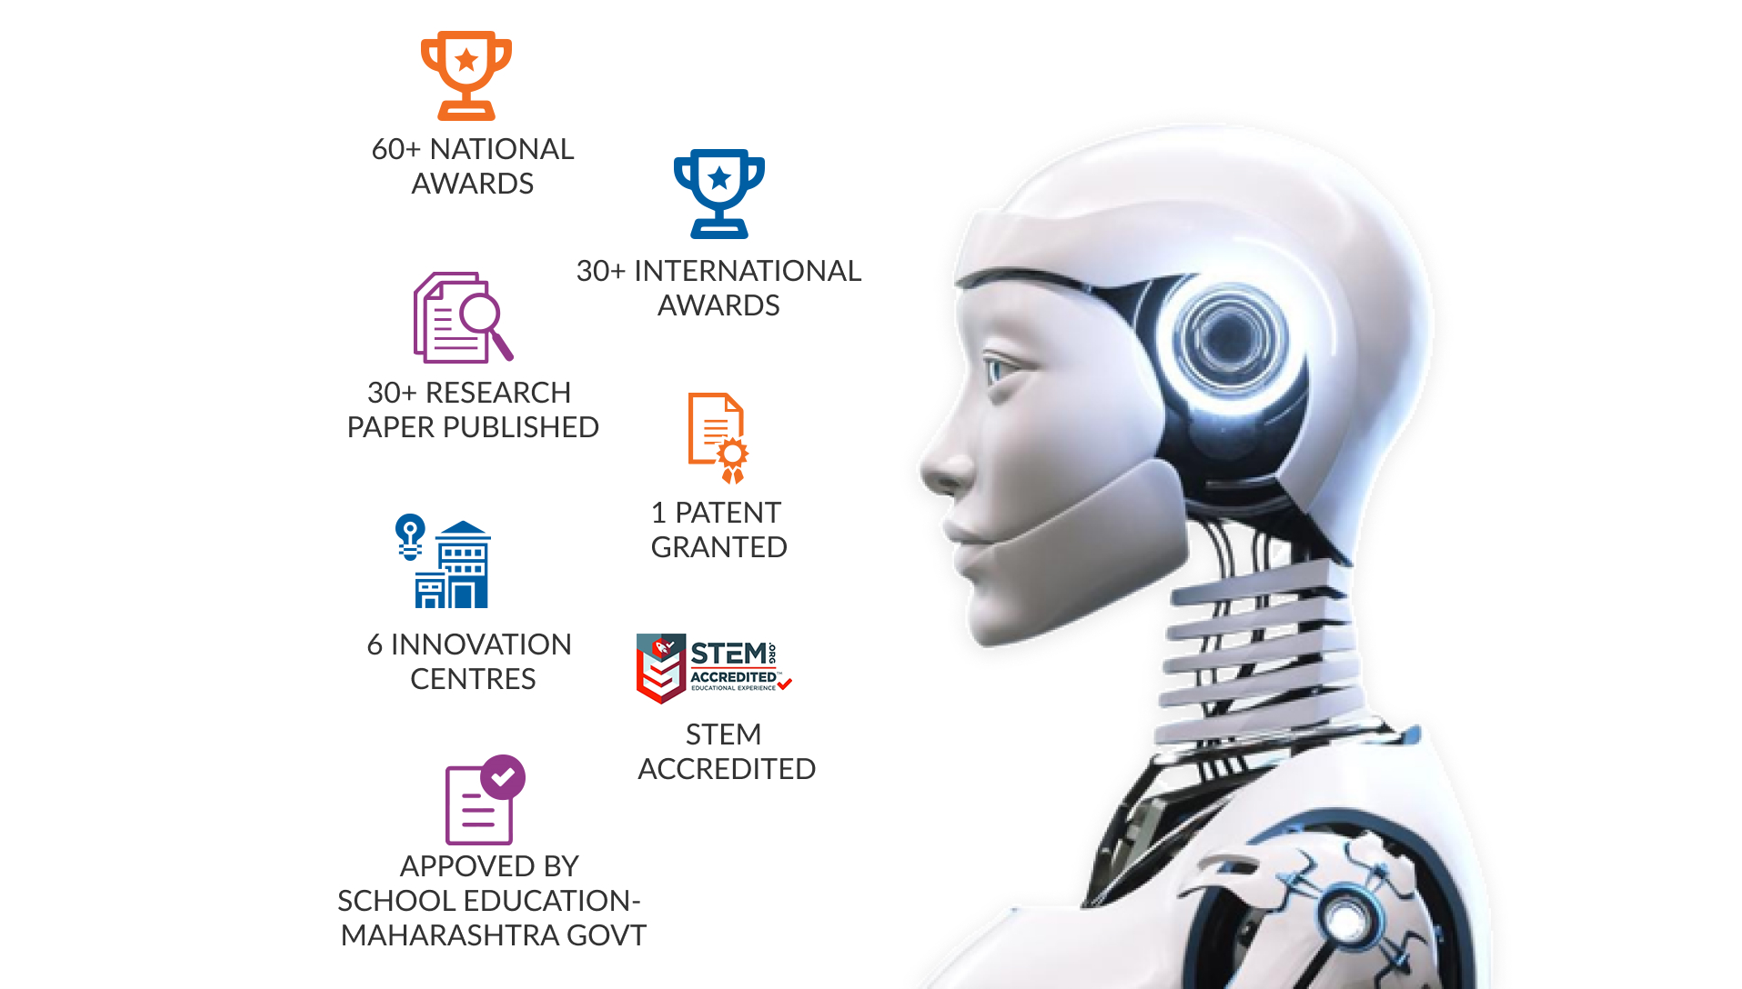 60+ NATIONAL
AWARDS
30+ INTERNATIONAL
AWARDS
30+ RESEARCH
PAPER PUBLISHED
1 PATENT
GRANTED
6 INNOVATION
CENTRES
STEM.ORG
ACCREDITED™
EDUCATIONAL EXPERIENCE
STEM
ACCREDITED
APPOVED BY
SCHOOL EDUCATION-
MAHARASHTRA GOVT